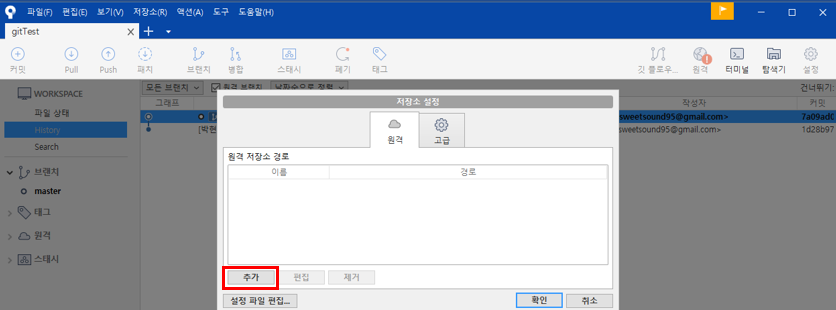 파일(F) 편집(E) 보기(V) 저장소(R) 액션(A) 도구 도움말(H)
gitTest
커밋 Pull Push 패치 브랜치 병합 스태시 폐기 태그 깃 플로우... 원격 터미널 탐색기 설정
WORKSPACE
파일 상태
History
Search
브랜치
master
태그
원격
스태시
모든 브랜치 원격 브랜치 날짜순으로 정렬 건너뛰기:
그래프 작성자 커밋
sweetsound95@gmail.com> 7a09ad0
[박현 sweetsound95@gmail.com> 1d28b97
저장소 설정
원격 고급
원격 저장소 경로
이름 경로
추가 편집 제거
설정 파일 편집... 확인 취소